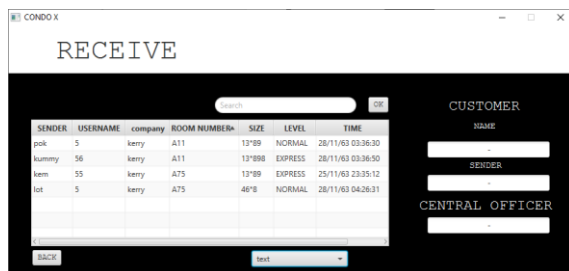 CONDO X
RECEIVE
Search
OK
SENDER USERNAME company ROOM NUMBER SIZE LEVEL TIME
pok 5 kerry A11 13*89 NORMAL 28/11/63 03:36:30
kummy 56 kerry A11 13*898 EXPRESS 28/11/63 03:36:50
kem 55 kerry A75 13*89 EXPRESS 25/11/63 23:35:12
lot 5 kerry A75 46*8 NORMAL 28/11/63 04:26:31
BACK
text
CUSTOMER
NAME
-
SENDER
-
CENTRAL OFFICER
-